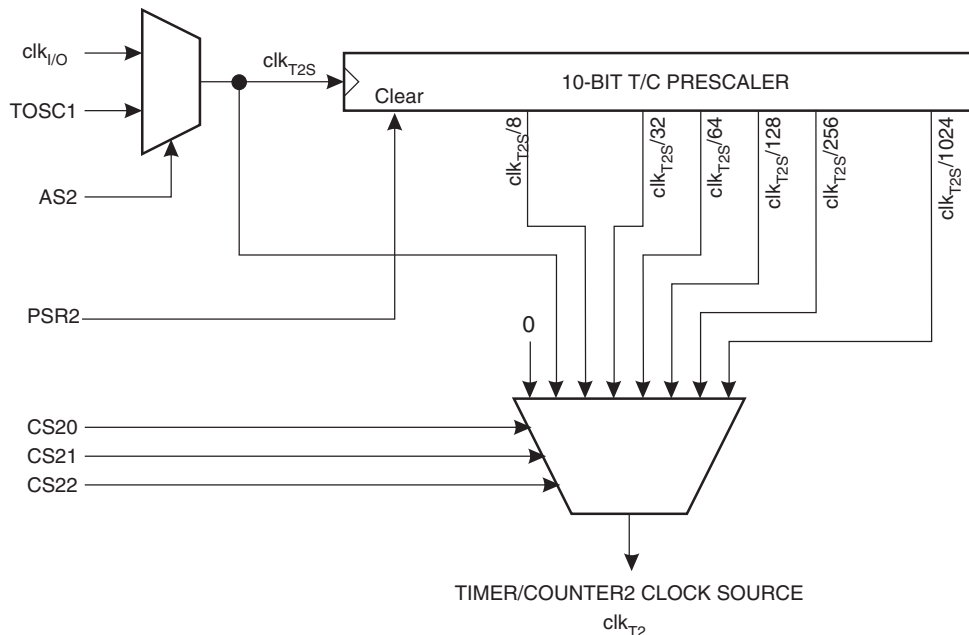 clkI/O
clkT2S
10-BIT T/C PRESCALER
TOSC1
Clear
clkT2S/8
clkT2S/32
clkT2S/64
clkT2S/128
clkT2S/256
clkT2S/1024
AS2
PSR2
0
CS20
CS21
CS22
TIMER/COUNTER2 CLOCK SOURCE
clkT2